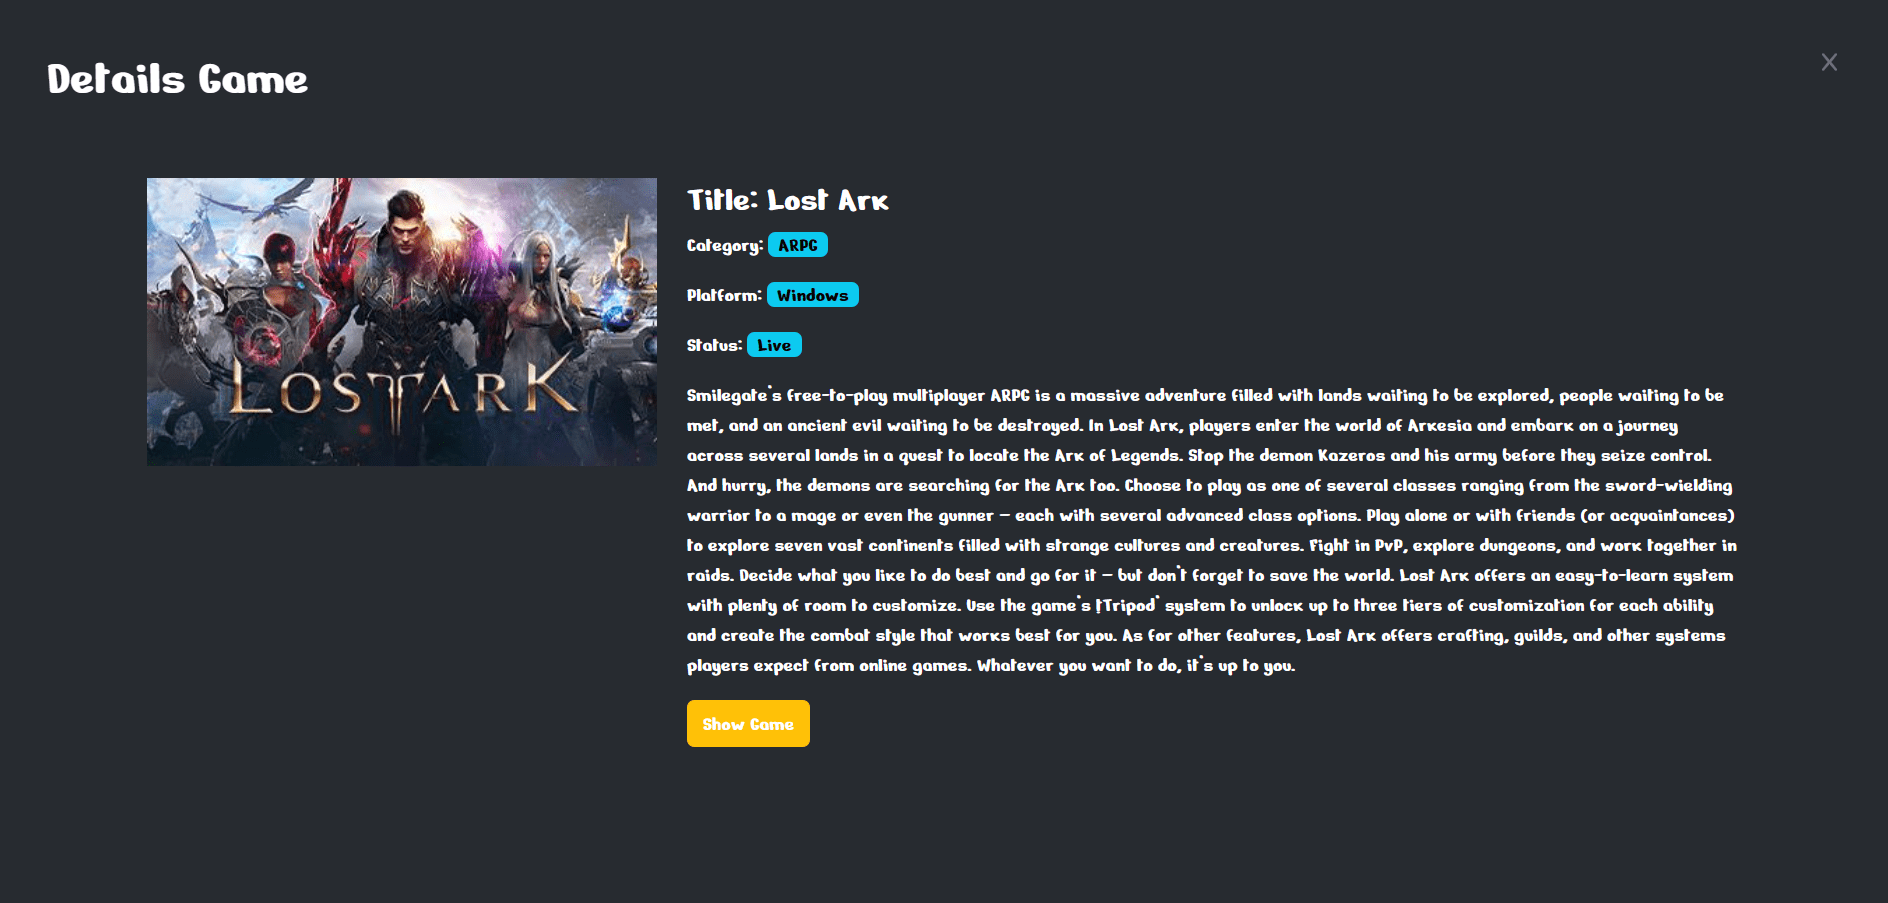 Details Game
X
LOST ARK
Title: Lost Ark
Category: ARPG
Platform: Windows
Status: Live
Smilegate's free-to-play multiplayer ARPG is a massive adventure filled with lands waiting to be explored, people waiting to be
met, and an ancient evil waiting to be destroyed. In Lost Ark, players enter the world of Arkesia and embark on a journey
across several lands in a quest to locate the Ark of Legends. Stop the demon Kazeros and his army before they seize control.
And hurry, the demons are searching for the Ark too. Choose to play as one of several classes ranging from the sword-wielding
warrior to a mage or even the gunner – each with several advanced class options. Play alone or with friends (or acquaintances)
to explore seven vast continents filled with strange cultures and creatures. Fight in PvP, explore dungeons, and work together in
raids. Decide what you like to do best and go for it – but don't forget to save the world. Lost Ark offers an easy-to-learn system
with plenty of room to customize. Use the game's ‘Tripod’ system to unlock up to three tiers of customization for each ability
and create the combat style that works best for you. As for other features, Lost Ark offers crafting, guilds, and other systems
players expect from online games. Whatever you want to do, it's up to you.
Show Game